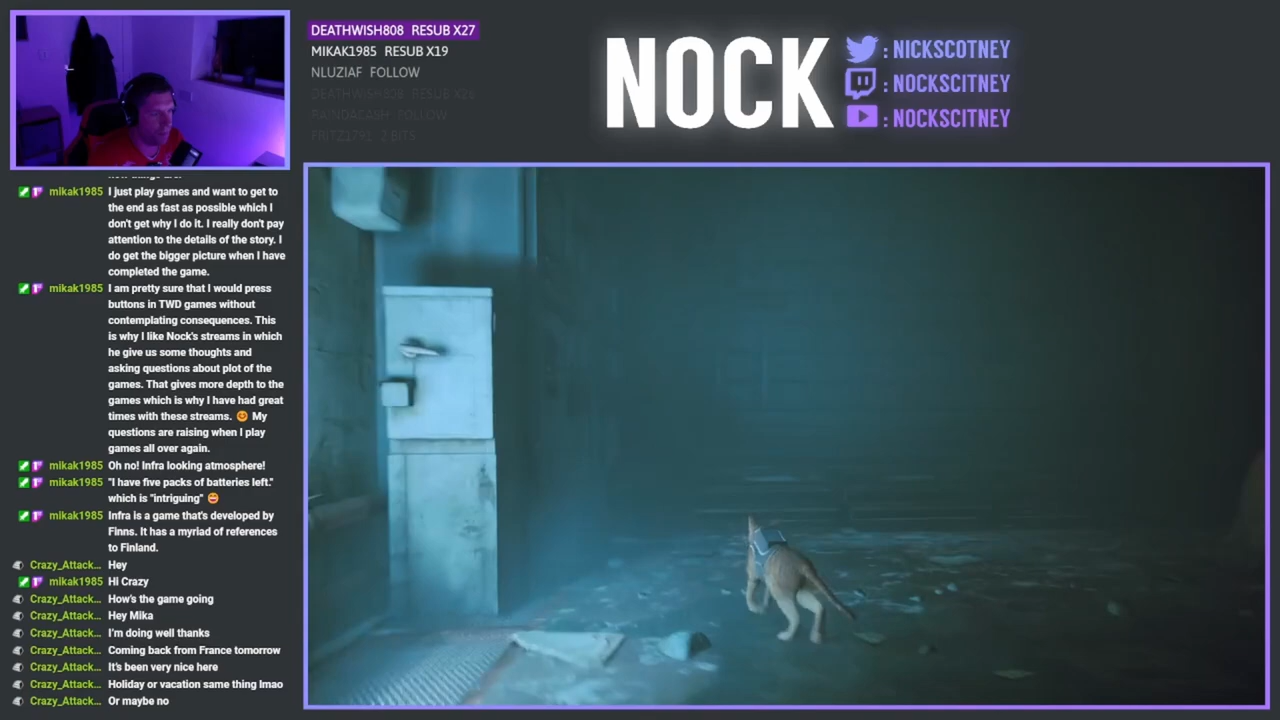 DEATHWISH808 RESUB X27
MIKAK1985 RESUB X19
NLUZIAF FOLLOW
DEATHWISH808 RESUB X26
FOLLOW
FRITZ1791 2 BITS
NOCK
: NICKSCOTNEY
: NOCKSCITNEY
: NOCKSCITNEY
mikak1985 I just play games and want to get to
the end as fast as possible which I
don't get why I do it. I really don't pay
attention to the details of the story. I
do get the bigger picture when I have
completed the game.
mikak1985 I am pretty sure that I would press
buttons in TWD games without
contemplating consequences. This
is why I like Nock's streams in which
he give us some thoughts and
asking questions about plot of the
games. That gives more depth to the
games which is why I have had great
times with these streams. My
questions are raising when I play
games all over again.
mikak1985 Oh no! Infra looking atmosphere!
mikak1985 "I have five packs of batteries left."
which is "intriguing"
mikak1985 Infra is a game that's developed by
Finns. It has a myriad of references
to Finland.
Crazy_Attack... Hey
mikak1985 Hi Crazy
Crazy_Attack... How's the game going
Crazy_Attack... Hey Mika
Crazy_Attack... I'm doing well thanks
Crazy_Attack... Coming back from France tomorrow
Crazy_Attack... It's been very nice here
Crazy_Attack... Holiday or vacation same thing lmao
Crazy_Attack... Or maybe no